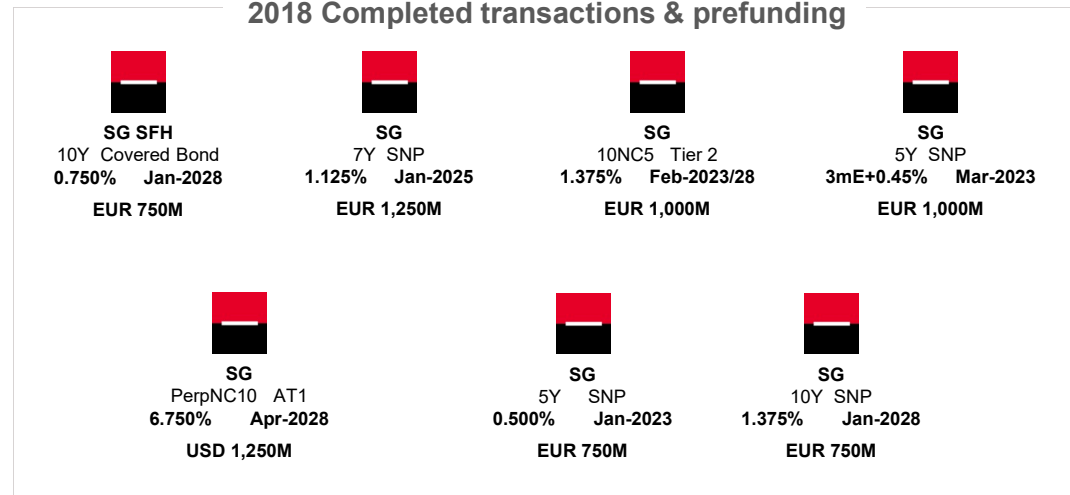 2018 Completed transactions & prefunding
SG SFH
10Y Covered Bond
0.750% Jan-2028
EUR 750M
SG
7Y SNP
1.125% Jan-2025
EUR 1,250M
SG
10NC5 Tier 2
1.375% Feb-2023/28
EUR 1,000M
SG
5Y SNP
3mE+0.45% Mar-2023
EUR 1,000M
SG
PerpNC10 AT1
6.750% Apr-2028
USD 1,250M
SG
5Y SNP
0.500% Jan-2023
EUR 750M
SG
10Y SNP
1.375% Jan-2028
EUR 750M